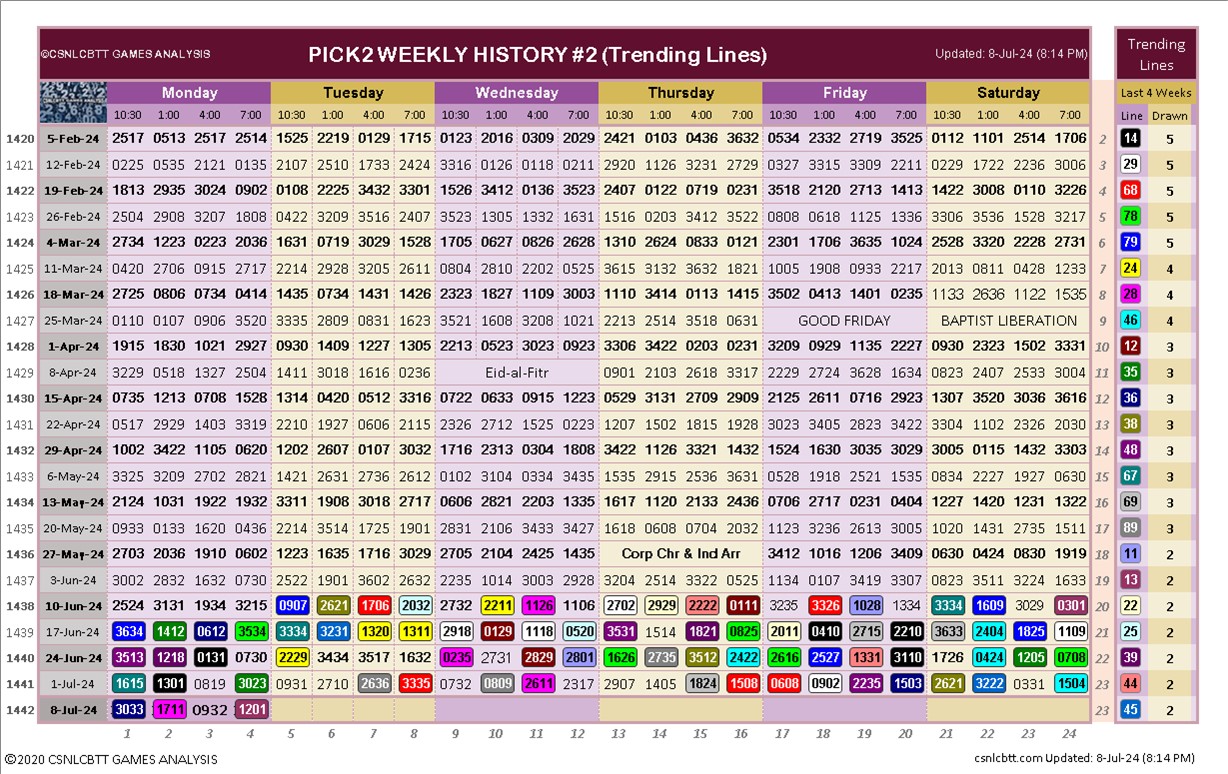 ©CSNLCBTT GAMES ANALYSIS PICK2 WEEKLY HISTORY #2 (Trending Lines) Updated: 8-Jul-24 (8:14 PM) Trending Lines
Monday Tuesday Wednesday Thursday Friday Saturday Last 4 Weeks
10:30 1:00 4:00 7:00 10:30 1:00 4:00 7:00 10:30 1:00 4:00 7:00 10:30 1:00 4:00 7:00 10:30 1:00 4:00 7:00 10:30 1:00 4:00 7:00 Line Drawn
1420 5-Feb-24 2517 0513 2517 2514 1525 2219 0129 1715 0123 2016 0309 2029 2421 0103 0436 3632 0534 2332 2719 3525 0112 1101 2514 1706 2 14 5
1421 12-Feb-24 0225 0535 2121 0135 2107 2510 1733 2424 3316 0126 0118 0211 2920 1126 3231 2729 0327 3315 3309 2211 0229 1722 2236 3006 3 29 5
1422 19-Feb-24 1813 2935 3024 0902 0108 2225 3432 3301 1526 3412 0136 3523 2407 0122 0719 0231 3518 2120 2713 1413 1422 3008 0110 3226 4 68 5
1423 26-Feb-24 2504 2908 3207 1808 0422 3209 3516 2407 3523 1305 1332 1631 1516 0203 3412 3522 0808 0618 1125 1336 3306 3536 1528 3217 5 78 5
1424 4-Mar-24 2734 1223 0223 2036 1631 0719 3029 1528 1705 0627 0826 2628 1310 2624 0833 0121 2301 1706 3635 1024 2528 3320 2228 2731 6 79 5
1425 11-Mar-24 0420 2706 0915 2717 2214 2928 3205 2611 0804 2810 2202 0525 3615 3132 3632 1821 1005 1908 0933 2217 2013 0811 0428 1233 7 24 4
1426 18-Mar-24 2725 0806 0734 0414 1435 0734 1431 1423 2323 1827 1109 3003 1110 3414 0113 1415 3502 0413 1401 0235 1133 2636 1122 1535 8 28 4
1427 25-Mar-24 0110 0107 0906 3520 3335 2809 0831 1623 3521 1608 3208 1021 2213 2514 3518 0631 GOOD FRIDAY BAPTIST LIBERATION 9 46 4
1428 1-Apr-24 1915 1830 1021 2927 0930 1409 1227 1305 2213 0523 3023 0923 3306 3422 0203 0231 3209 0929 1135 2227 0930 2323 1502 3331 10 12 3
1429 8-Apr-24 3229 0518 1327 2504 1411 3018 1616 0236 Eid-al-Fitr 0901 2103 2618 3317 2229 2724 3628 1634 0823 2407 2533 3004 11 35 3
1430 15-Apr-24 0735 1213 0708 1528 1314 0420 0512 3316 0722 0633 0915 1223 0529 3131 2709 2909 2125 2611 0716 2923 1307 3520 3036 3616 12 36 3
1431 22-Apr-24 0517 2929 1403 3319 2210 1927 0606 2115 2326 2712 1525 0223 1207 1502 1815 1928 3023 3405 2823 3422 3304 1102 2326 2030 13 38 3
1432 29-Apr-24 1002 3422 1105 0620 1202 2607 0107 3032 1716 2313 0304 1808 3422 1126 3321 1432 1524 1630 3035 3029 3005 0115 1432 3303 14 48 3
1433 6-May-24 3325 3209 2702 2821 1421 2631 2736 2616 0102 3104 0334 3435 1535 2915 2536 3631 0528 1918 2521 1535 0834 2227 1927 0630 15 67 3
1434 13-May-24 2124 1031 1922 1932 3311 1908 3018 2717 0606 2821 2203 1335 1617 1120 2133 2436 0706 2717 0231 0404 1227 1420 1231 1322 16 69 3
1435 20-May-24 0933 0133 1620 0436 2214 3514 1725 1901 2831 2106 3433 3427 1618 0608 0704 2032 1123 3236 2613 3005 1020 1431 2735 1511 17 89 3
1436 27-May-24 2703 2036 1910 0602 1223 1635 1716 3029 2705 2104 2425 1435 Corp Chr & Ind Arr 3412 1016 1206 3409 0630 0424 0830 1919 18 11 2
1437 3-Jun-24 3002 2832 1632 0730 2522 1901 3602 2632 2235 1014 3003 2928 3204 2514 3322 0525 1134 0107 3419 3307 0823 3511 3224 1633 19 13 2
1438 10-Jun-24 2524 3131 1934 3215 0907 2621 1706 2032 2732 2211 1126 1106 2702 2929 2222 0111 3235 3326 1028 1334 3334 1609 3029 0301 20 22 2
1439 17-Jun-24 3634 1412 0612 3534 3334 3231 1320 1311 2918 0129 1118 0520 3531 1514 1821 0825 2011 0410 2715 2210 3633 2404 1825 1109 21 25 2
1440 24-Jun-24 3513 1218 0131 0730 2229 3434 3517 1632 0235 2731 2829 2801 1626 2735 3512 2422 2616 2527 1331 3110 1726 0424 1205 0708 22 39 2
1441 1-Jul-24 1615 1301 0819 3023 0931 2710 2636 3335 0732 0809 2611 2317 2907 1405 1824 1508 0608 0902 2235 1503 2621 3222 0331 1504 23 44 2
1442 8-Jul-24 3033 1711 0932 1201 23 45 2
1 2 3 4 5 6 7 8 9 10 11 12 13 14 15 16 17 18 19 20 21 22 23 24
©2020 CSNLCBTT GAMES ANALYSIS csnlcbtt.com Updated: 8-Jul-24 (8:14 PM)